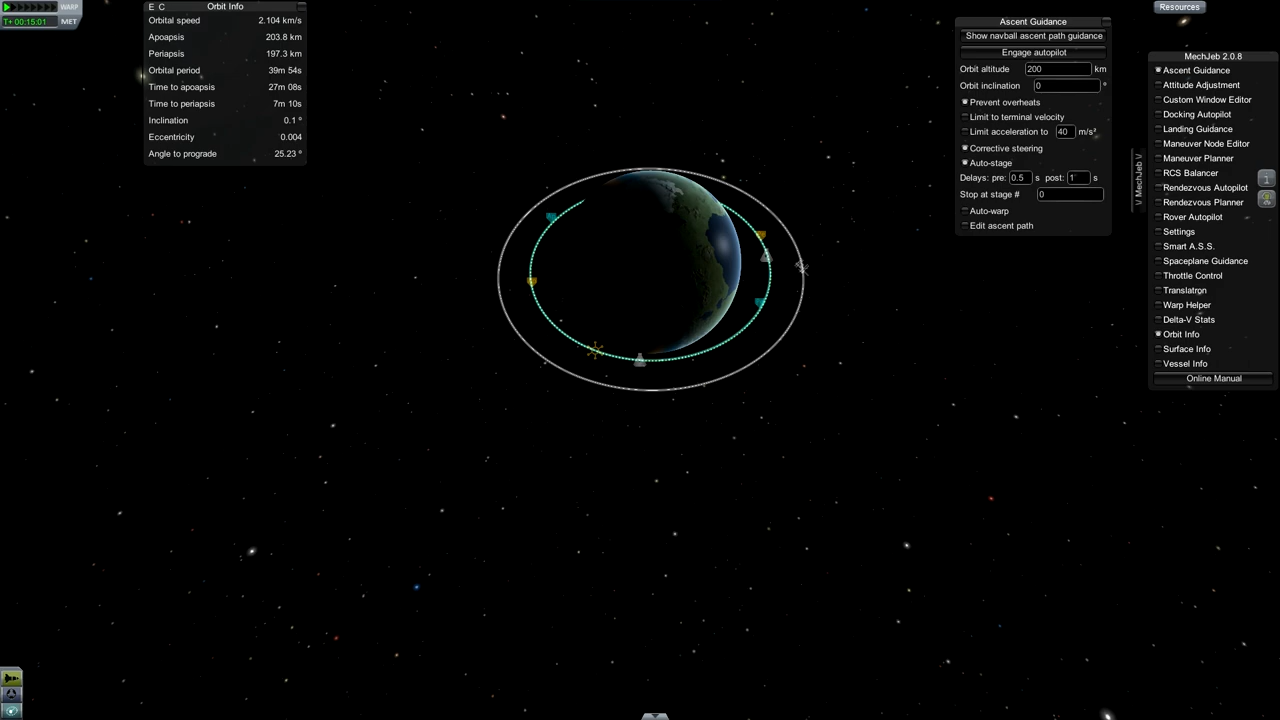 WARP
T+ 00:15:01 MET
E C Orbit Info
Orbital speed 2.104 km/s
Apoapsis 203.8 km
Periapsis 197.3 km
Orbital period 39m 54s
Time to apoapsis 27m 08s
Time to periapsis 7m 10s
Inclination 0.1 º
Eccentricity 0.004
Angle to prograde 25.23 º
Ascent Guidance
Show navball ascent path guidance
Engage autopilot
Orbit altitude 200 km
Orbit inclination 0 º
Prevent overheats
Limit to terminal velocity
Limit acceleration to 40 m/s²
Corrective steering
Auto-stage
Delays: pre: 0.5 s post: 1 s
Stop at stage # 0
Auto-warp
Edit ascent path
V MechJeb V
Resources
MechJeb 2.0.8
Ascent Guidance
Attitude Adjustment
Custom Window Editor
Docking Autopilot
Landing Guidance
Maneuver Node Editor
Maneuver Planner
RCS Balancer
Rendezvous Autopilot
Rendezvous Planner
Rover Autopilot
Settings
Smart A.S.S.
Spaceplane Guidance
Throttle Control
Translatron
Warp Helper
Delta-V Stats
Orbit Info
Surface Info
Vessel Info
Online Manual